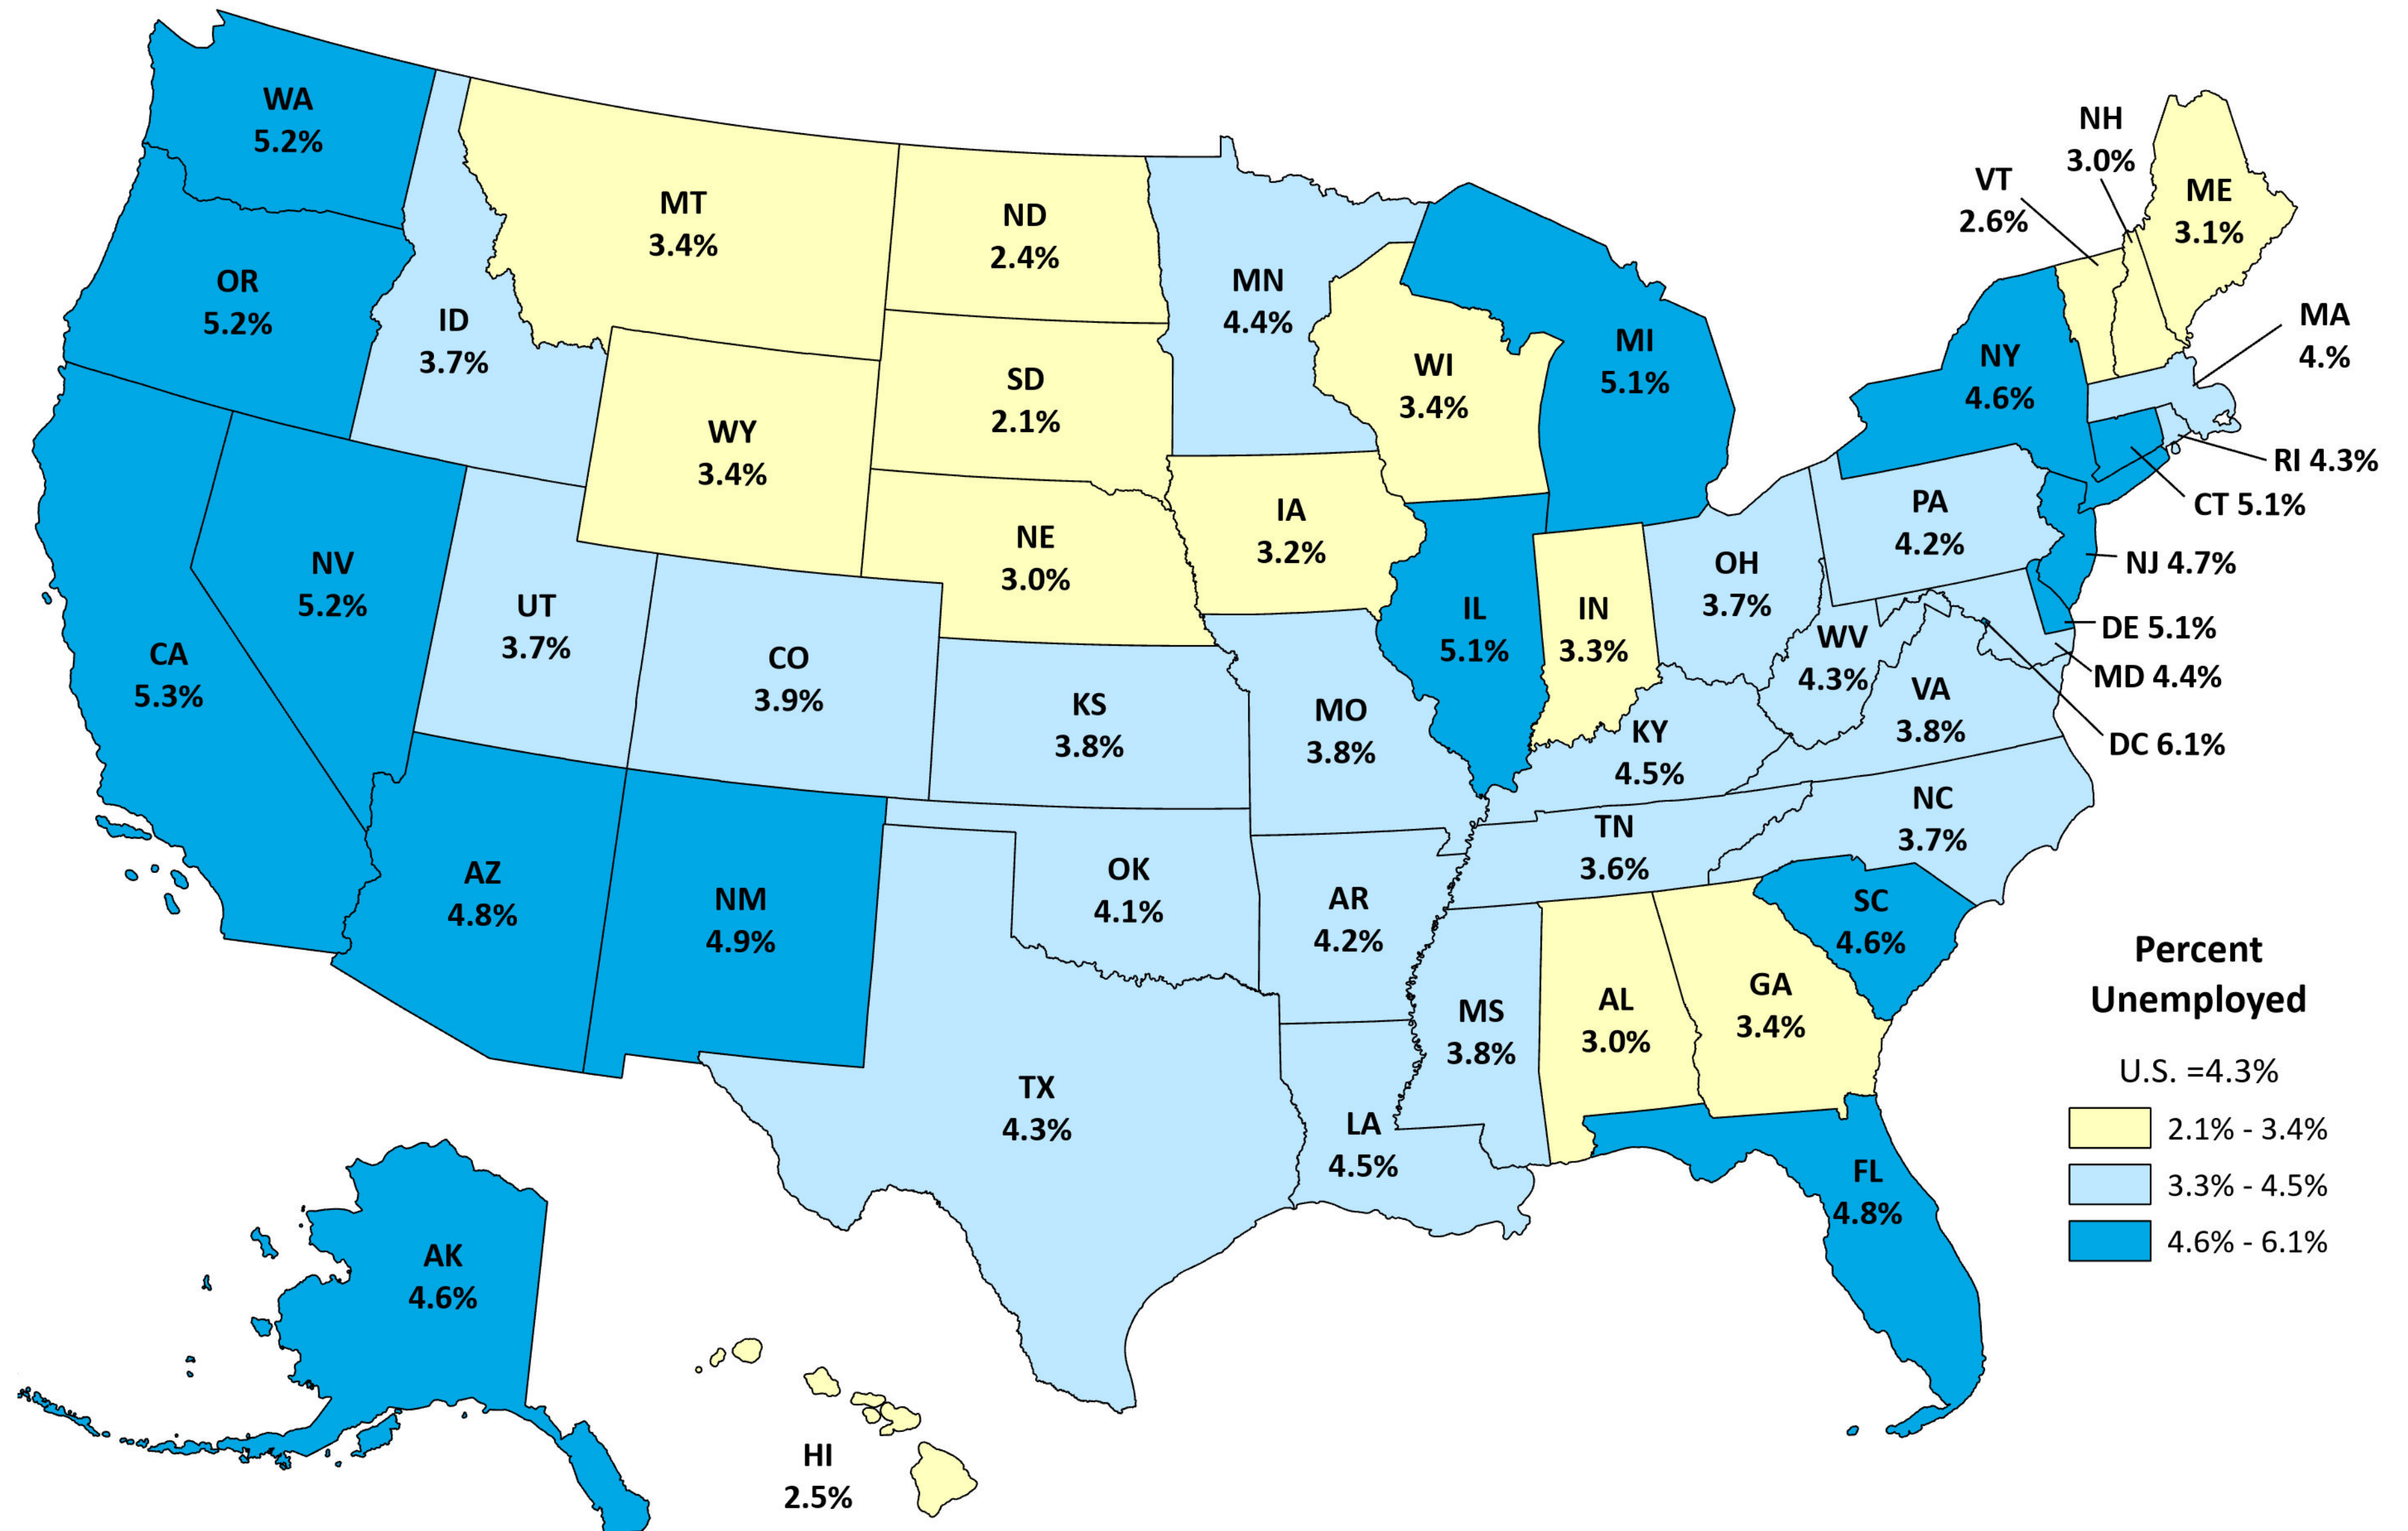 WA
5.2%
OR
5.2%
CA
5.3%
NV
5.2%
ID
3.7%
MT
3.4%
WY
3.4%
UT
3.7%
CO
3.9%
AZ
4.8%
NM
4.9%
ND
2.4%
SD
2.1%
NE
3.0%
KS
3.8%
OK
4.1%
TX
4.3%
MN
4.4%
IA
3.2%
MO
3.8%
AR
4.2%
LA
4.5%
WI
3.4%
IL
5.1%
MI
5.1%
IN
3.3%
OH
3.7%
KY
4.5%
TN
3.6%
MS
3.8%
AL
3.0%
GA
3.4%
FL
4.8%
SC
4.6%
NC
3.7%
VA
3.8%
WV
4.3%
PA
4.2%
NY
4.6%
VT
2.6%
NH
3.0%
ME
3.1%
MA
4.%
RI 4.3%
CT 5.1%
NJ 4.7%
DE 5.1%
MD 4.4%
DC 6.1%
AK
4.6%
HI
2.5%
Percent
Unemployed
U.S. =4.3%
2.1% - 3.4%
3.3% - 4.5%
4.6% - 6.1%